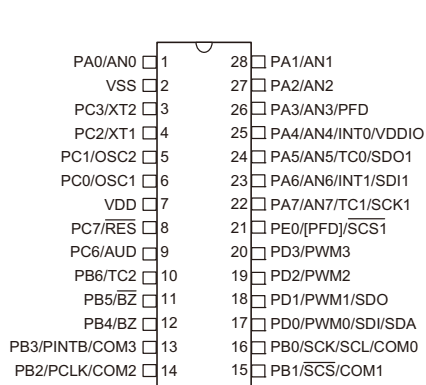 PA0/AN0 1 28 PA1/AN1
VSS 2 27 PA2/AN2
PC3/XT2 3 26 PA3/AN3/PFD
PC2/XT1 4 25 PA4/AN4/INT0/VDDIO
PC1/OSC2 5 24 PA5/AN5/TC0/SDO1
PC0/OSC1 6 23 PA6/AN6/INT1/SDI1
VDD 7 22 PA7/AN7/TC1/SCK1
PC7/RES 8 21 PE0/[PFD]/SCS1
PC6/AUD 9 20 PD3/PWM3
PB6/TC2 10 19 PD2/PWM2
PB5/BZ 11 18 PD1/PWM1/SDO
PB4/BZ 12 17 PD0/PWM0/SDI/SDA
PB3/PINTB/COM3 13 16 PB0/SCK/SCL/COM0
PB2/PCLK/COM2 14 15 PB1/SCS/COM1